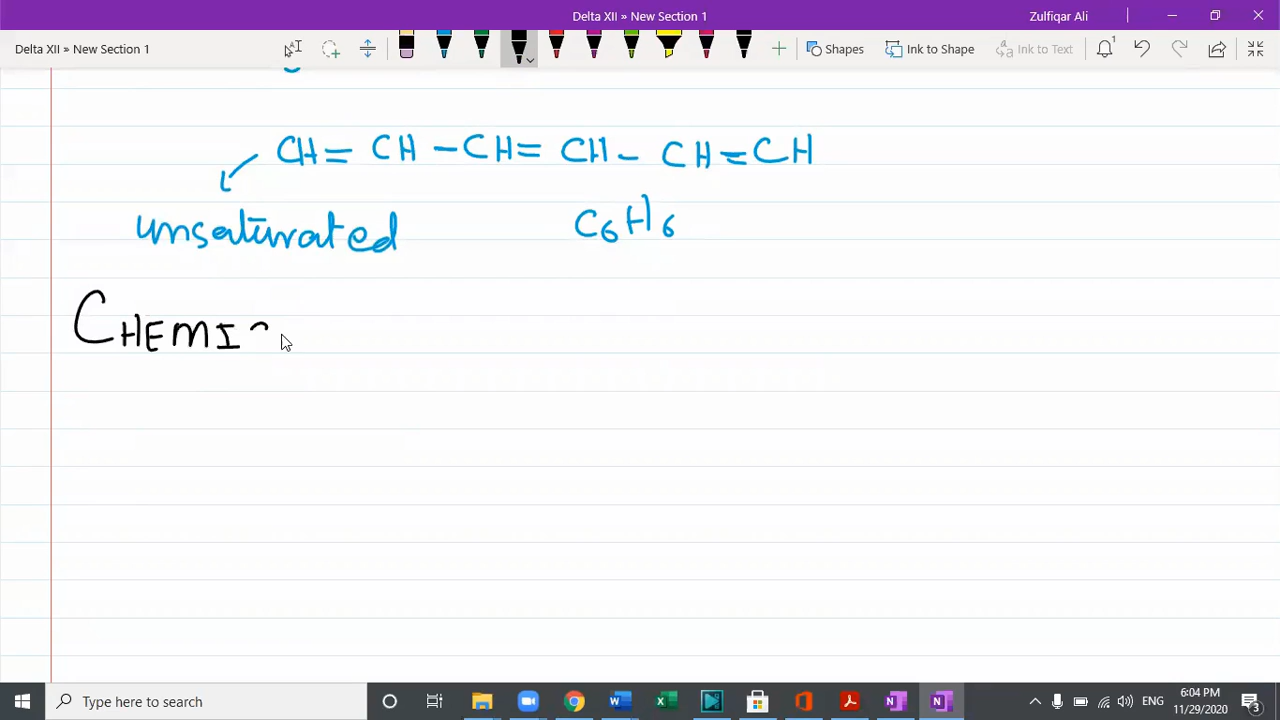 Delta XII » New Section 1
Zulfiqar Ali
Delta XII » New Section 1
Shapes
Ink to Shape
Ink to Text
CH = CH - CH = CH - CH = CH
unsaturated
C6H6
CHEMI
Type here to search
ENG
6:04 PM
11/29/2020
3